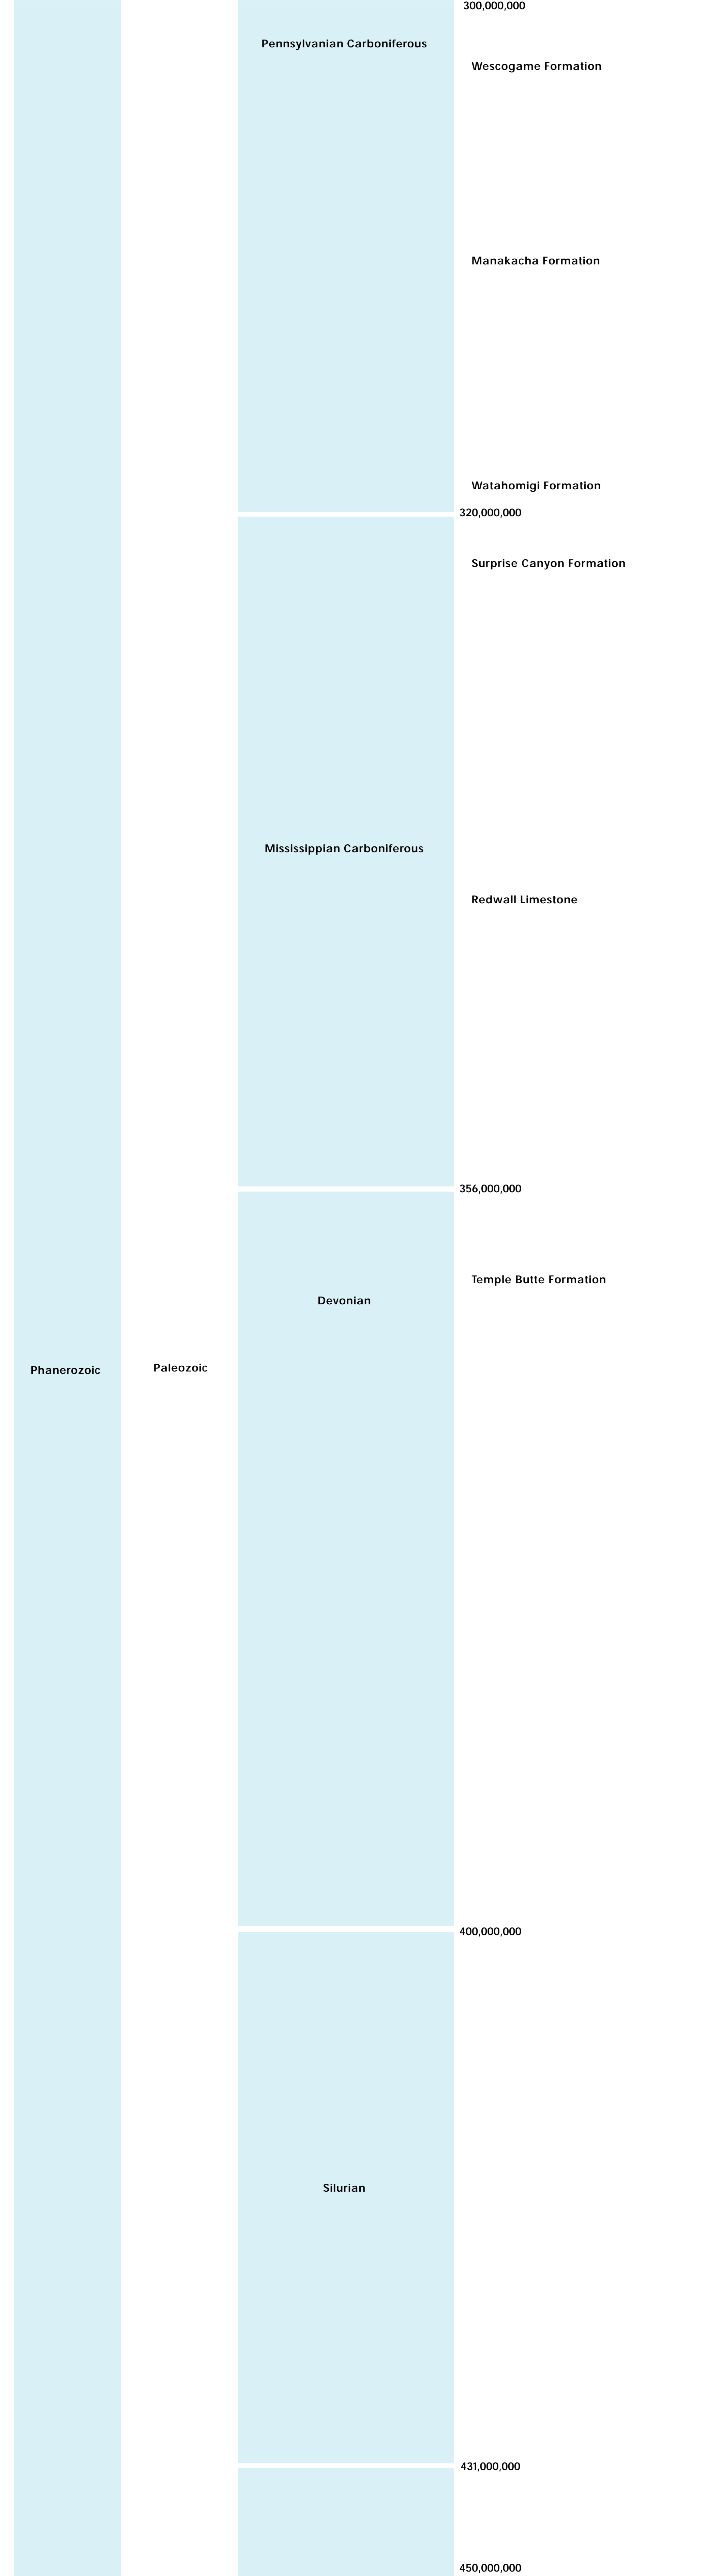 300,000,000
Pennsylvanian Carboniferous
Wescogame Formation
Manakacha Formation
Watahomigi Formation
320,000,000
Surprise Canyon Formation
Mississippian Carboniferous
Redwall Limestone
356,000,000
Temple Butte Formation
Devonian
Phanerozoic
Paleozoic
400,000,000
Silurian
431,000,000
450,000,000